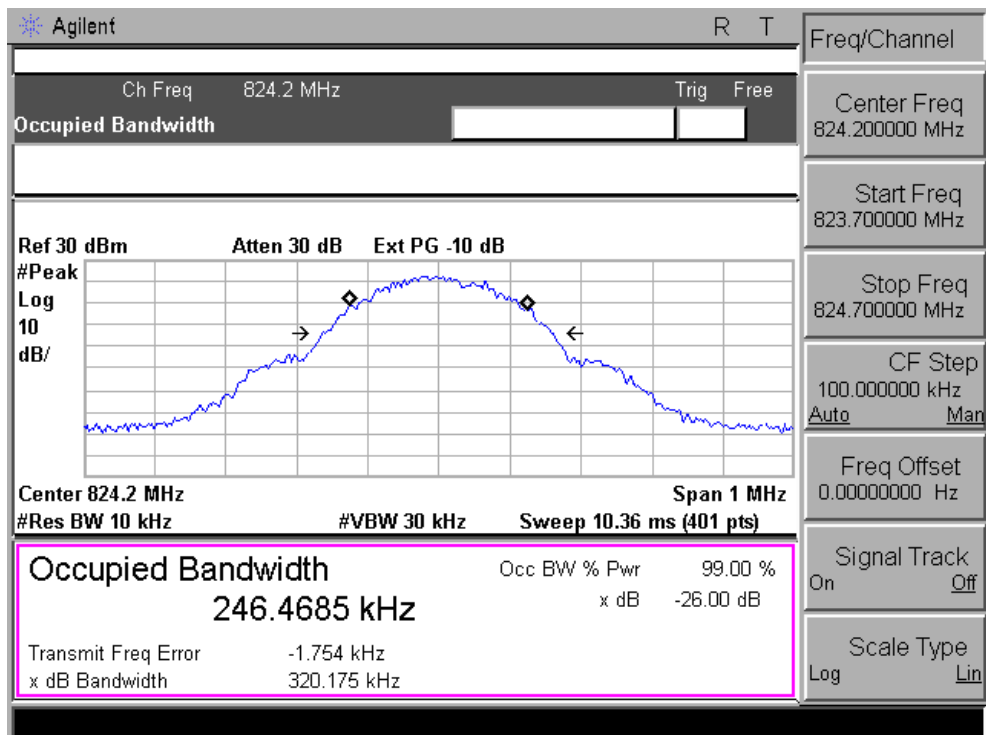 Agilent R T
Ch Freq 824.2 MHz Trig Free
Occupied Bandwidth
Ref 30 dBm Atten 30 dB Ext PG -10 dB
#Peak
Log
10
dB/
Center 824.2 MHz Span 1 MHz
#Res BW 10 kHz #VBW 30 kHz Sweep 10.36 ms (401 pts)
Occupied Bandwidth
246.4685 kHz
Occ BW % Pwr 99.00 %
x dB -26.00 dB
Transmit Freq Error -1.754 kHz
x dB Bandwidth 320.175 kHz
Freq/Channel
Center Freq
824.200000 MHz
Start Freq
823.700000 MHz
Stop Freq
824.700000 MHz
CF Step
100.000000 kHz
Auto Man
Freq Offset
0.00000000 Hz
Signal Track
On Off
Scale Type
Log Lin